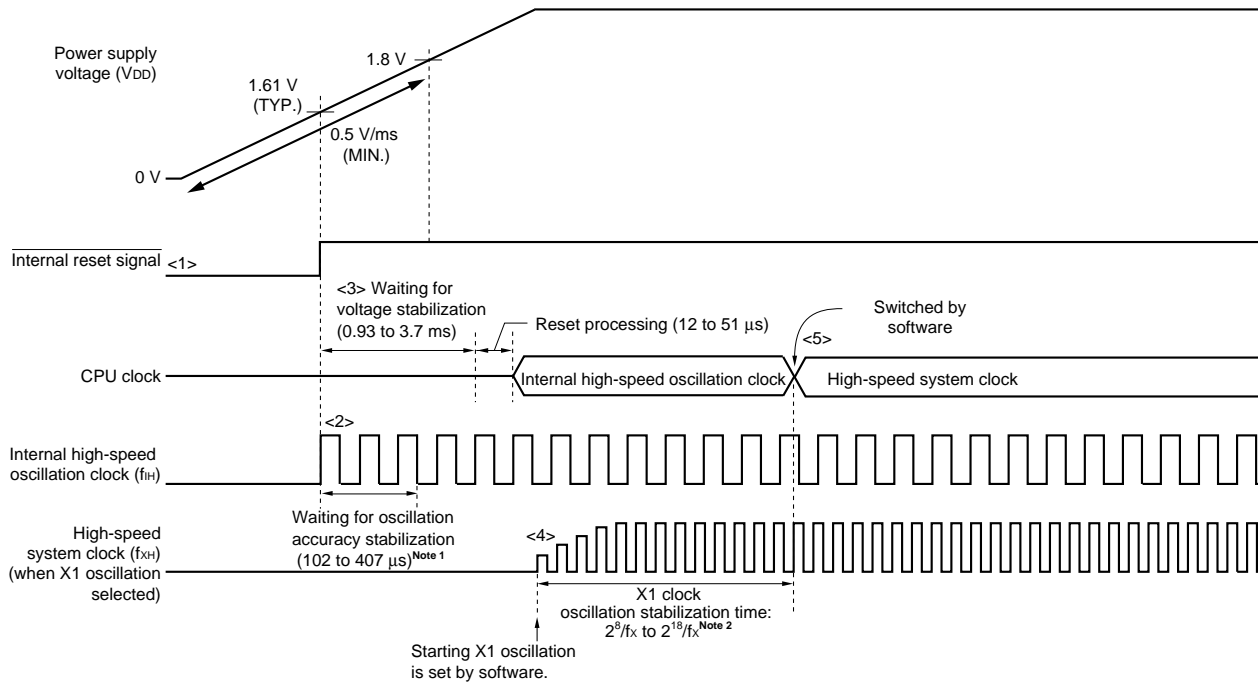 Power supply
voltage (VDD)
1.8 V
1.61 V
(TYP.)
0.5 V/ms
(MIN.)
0 V
Internal reset signal
<1>
<3> Waiting for
voltage stabilization
(0.93 to 3.7 ms)
Reset processing (12 to 51 μs)
Switched by
software
<5>
CPU clock
Internal high-speed oscillation clock
High-speed system clock
<2>
Internal high-speed
oscillation clock (fIH)
Waiting for oscillation
accuracy stabilization
(102 to 407 μs)Note 1
High-speed
system clock (fXH)
(when X1 oscillation
selected)
<4>
X1 clock
oscillation stabilization time:
2^8/fX to 2^18/fX Note 2
Starting X1 oscillation
is set by software.